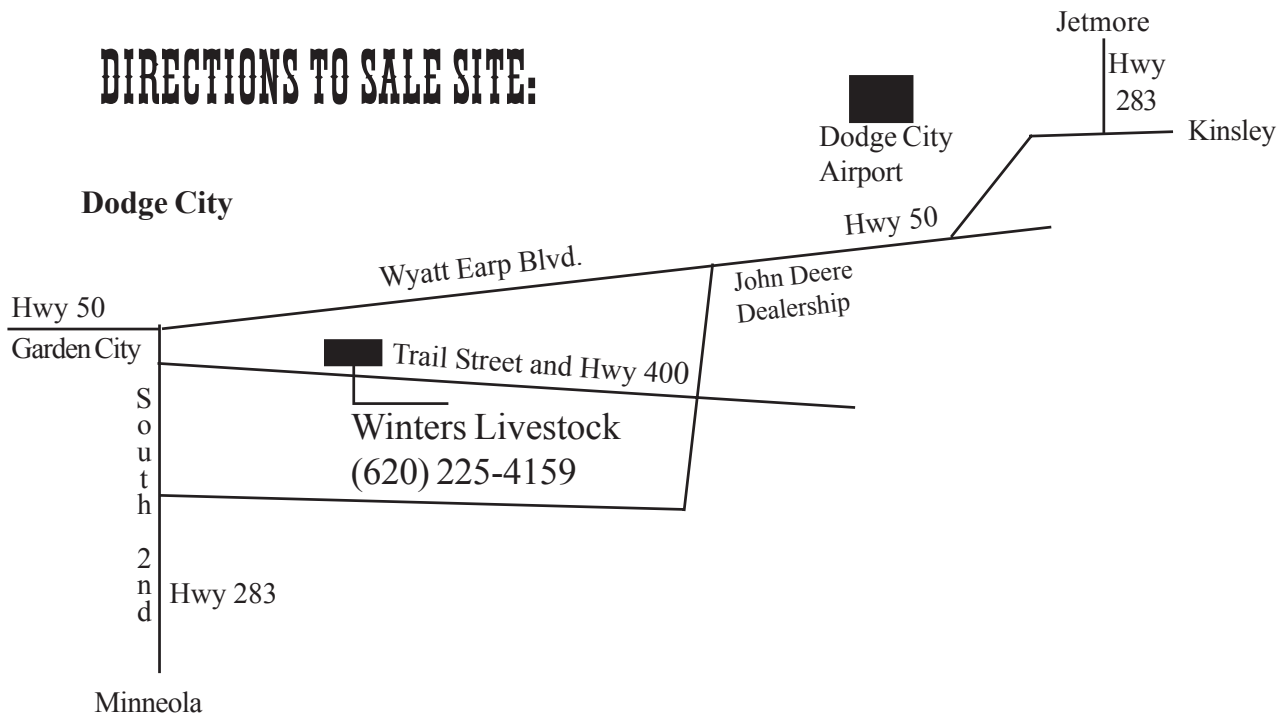 DIRECTIONS TO SALE SITE:
Jetmore
Hwy
283
Kinsley
Dodge City
Airport
Dodge City
Hwy 50
Wyatt Earp Blvd.
John Deere
Dealership
Hwy 50
Garden City
Trail Street and Hwy 400
Winters Livestock
(620) 225-4159
South 2nd
Hwy 283
Minneola